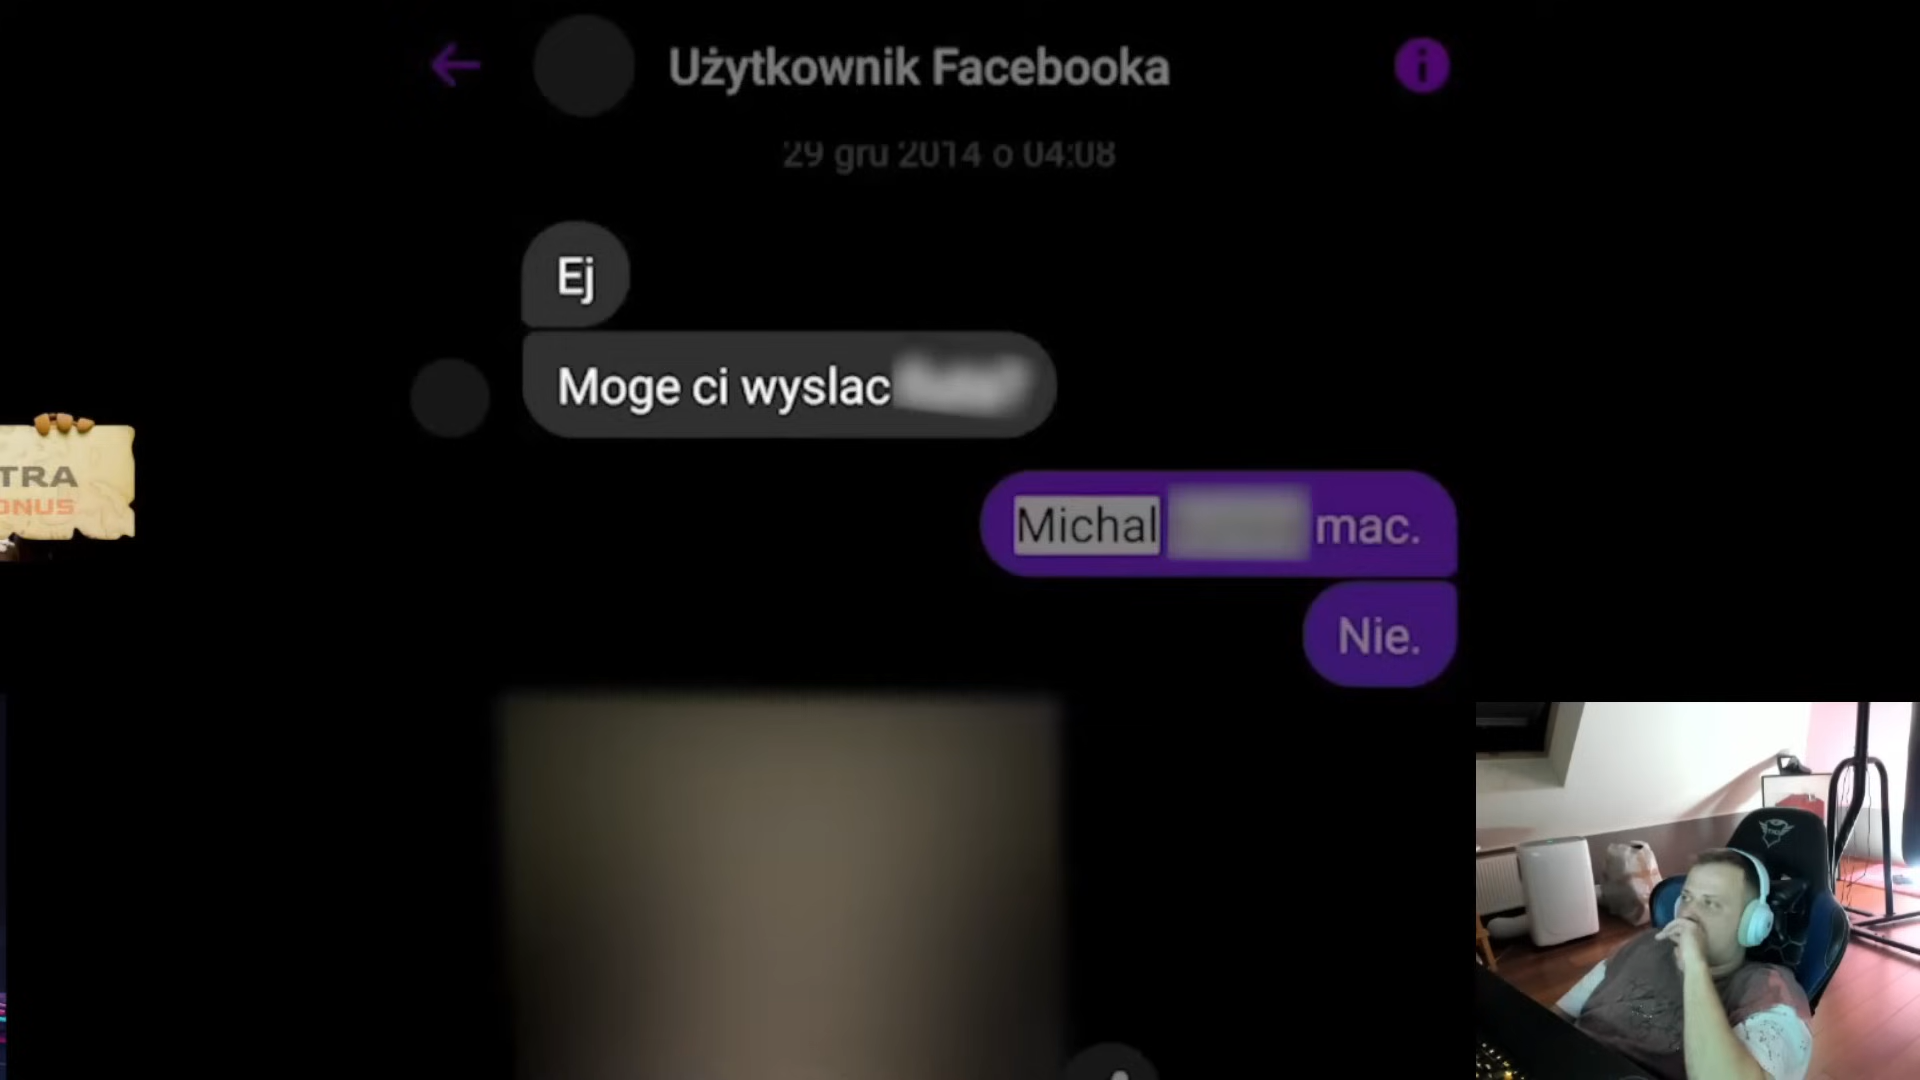 Użytkownik Facebooka
29 gru 2014 o 04:08
Ej
Moge ci wyslac
Michal mac.
Nie.
TRA
ONUS